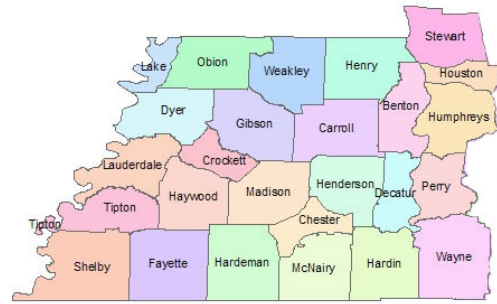 Stewart
Lake
Obion
Weakley
Henry
Houston
Benton
Humphreys
Dyer
Gibson
Carroll
Crockett
Lauderdale
Haywood
Madison
Henderson
Decatur
Perry
Tipton
Tipton
Chester
Shelby
Fayette
Hardeman
McNairy
Hardin
Wayne